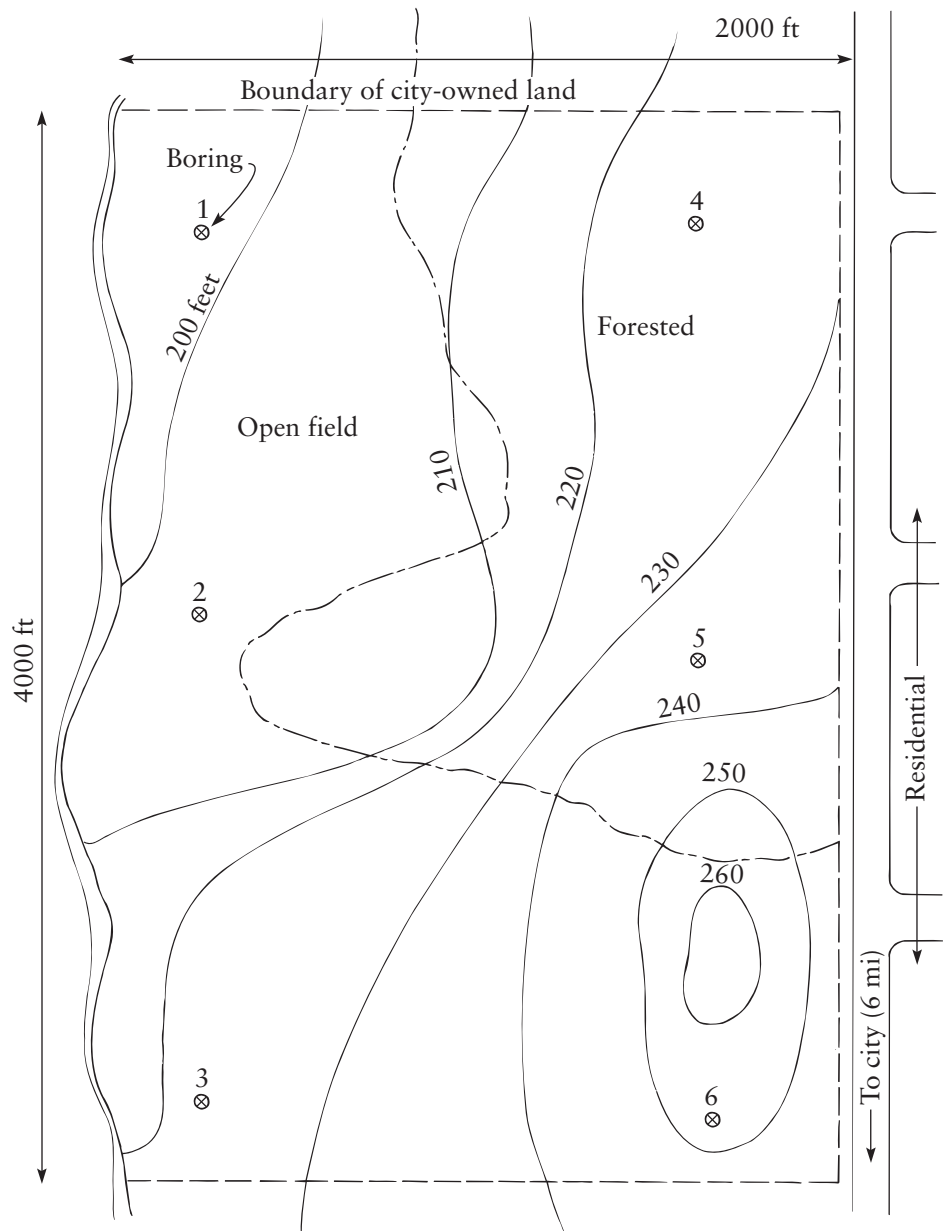 2000 ft
Boundary of city-owned land
Boring
1
4
200 feet
Forested
Open field
210
220
230
2
5
4000 ft
240
250
Residential
260
To city (6 mi)
3
6